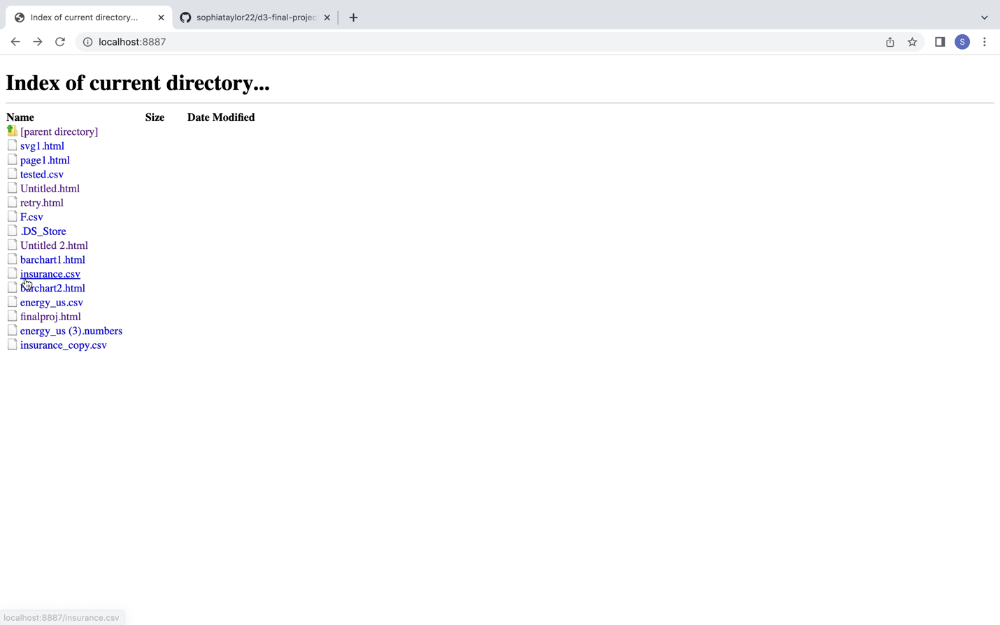 Index of current directory...
sophiataylor22/d3-final-projec
localhost:8887
S
Index of current directory...
Name Size Date Modified
[parent directory]
svg1.html
page1.html
tested.csv
Untitled.html
retry.html
F.csv
.DS_Store
Untitled 2.html
barchart1.html
insurance.csv
barchart2.html
energy_us.csv
finalproj.html
energy_us (3).numbers
insurance_copy.csv
localhost:8887/insurance.csv